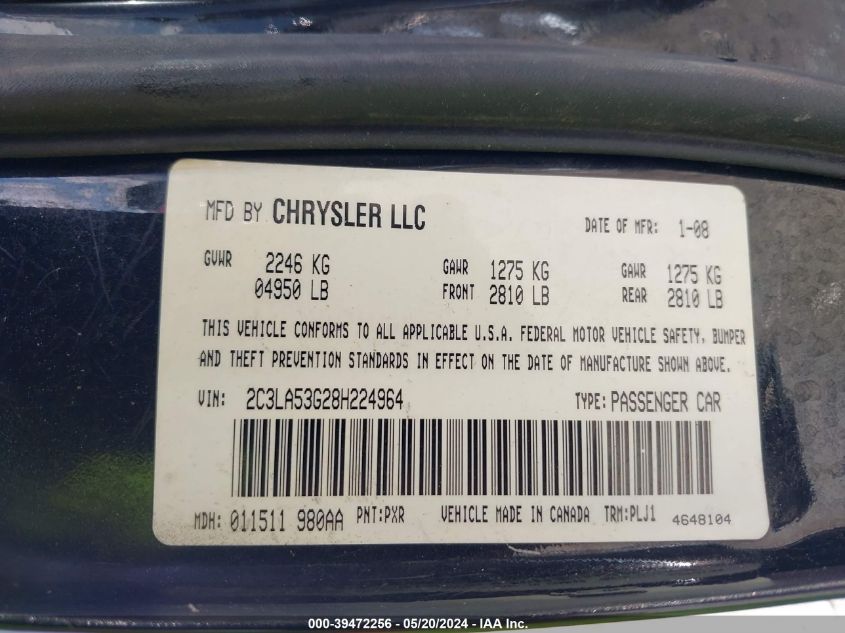 MFD BY CHRYSLER LLC DATE OF MFR: 1-08
GVWR 2246 KG GAWR 1275 KG GAWR 1275 KG
04950 LB FRONT 2810 LB REAR 2810 LB
THIS VEHICLE CONFORMS TO ALL APPLICABLE U.S.A. FEDERAL MOTOR VEHICLE SAFETY, BUMPER
AND THEFT PREVENTION STANDARDS IN EFFECT ON THE DATE OF MANUFACTURE SHOWN ABOVE.
VIN: 2C3LA53G28H224964 TYPE: PASSENGER CAR
MDH: 011511 980AA PNT:PXR VEHICLE MADE IN CANADA TRM:PLJ1 4648104
000-39472256 - 05/20/2024 - IAA Inc.